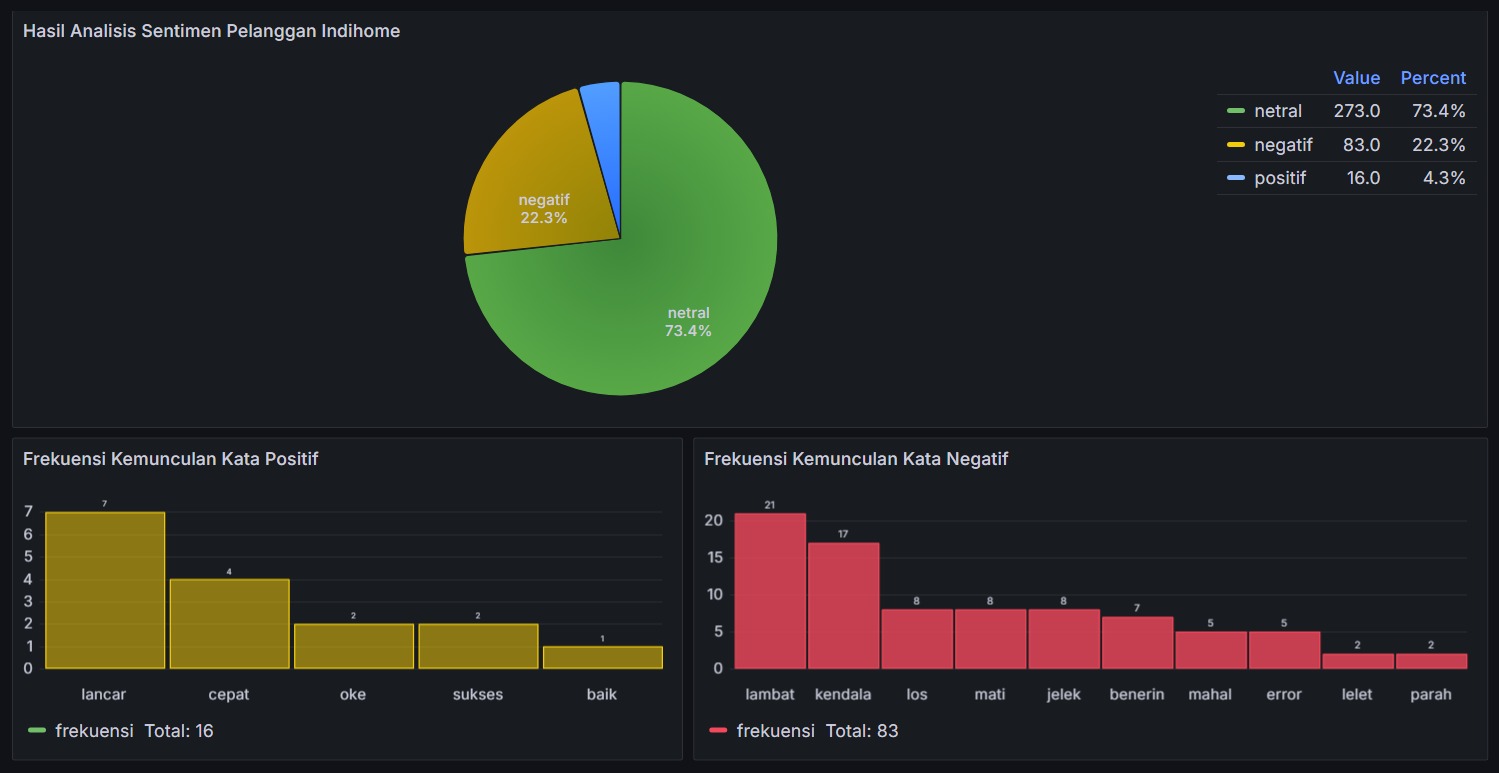 Hasil Analisis Sentimen Pelanggan Indihome
Value Percent
netral 273.0 73.4%
negatif 83.0 22.3%
positif 16.0 4.3%
negatif
22.3%
netral
73.4%
Frekuensi Kemunculan Kata Positif
7
6
5
4
3
2
1
0
7
4
2
2
1
lancar cepat oke sukses baik
frekuensi Total: 16
Frekuensi Kemunculan Kata Negatif
20
15
10
5
0
21
17
8
8
8
7
5
5
2
2
lambat kendala los mati jelek benerin mahal error lelet parah
frekuensi Total: 83